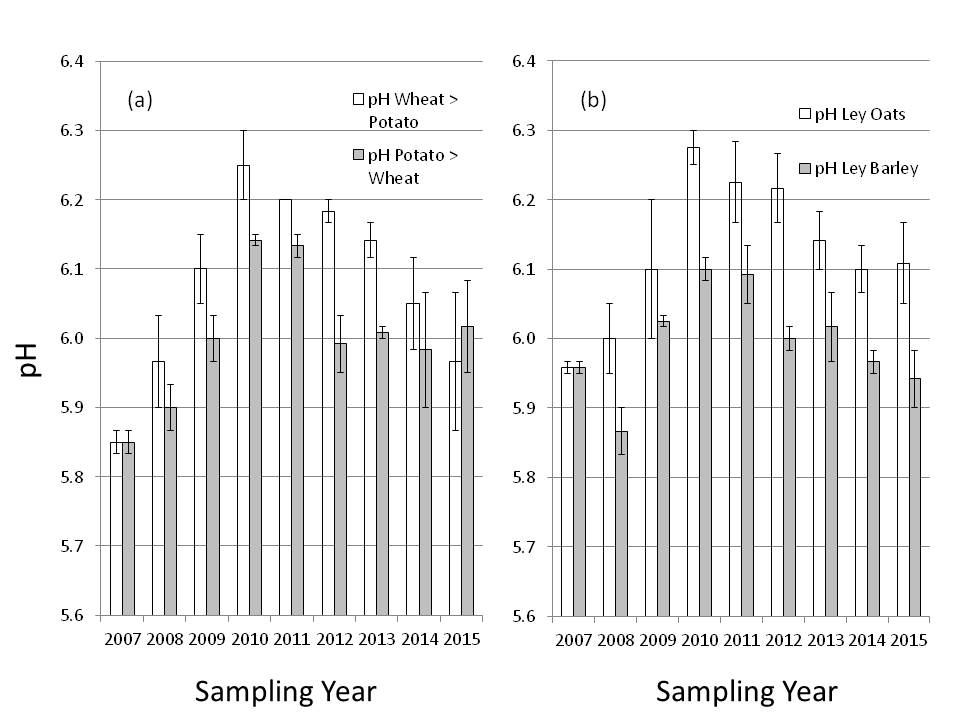 (a)
pH Wheat >
Potato
pH Potato >
Wheat
6.4
6.3
6.2
6.1
6.0
5.9
5.8
5.7
5.6
pH
2007 2008 2009 2010 2011 2012 2013 2014 2015
Sampling Year
(b)
pH Ley Oats
pH Ley Barley
6.4
6.3
6.2
6.1
6.0
5.9
5.8
5.7
5.6
2007 2008 2009 2010 2011 2012 2013 2014 2015
Sampling Year